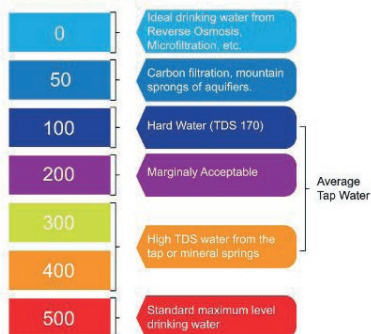 0
Ideal drinking water from
Reverse Osmosis,
Microfiltration, etc.
50
Carbon filtration, mountain
sprongs of aquifiers.
100
Hard Water (TDS 170)
200
Marginaly Acceptable
Average
Tap Water
300
High TDS water from the
tap or mineral springs
400
500
Standard maximum level
drinking water